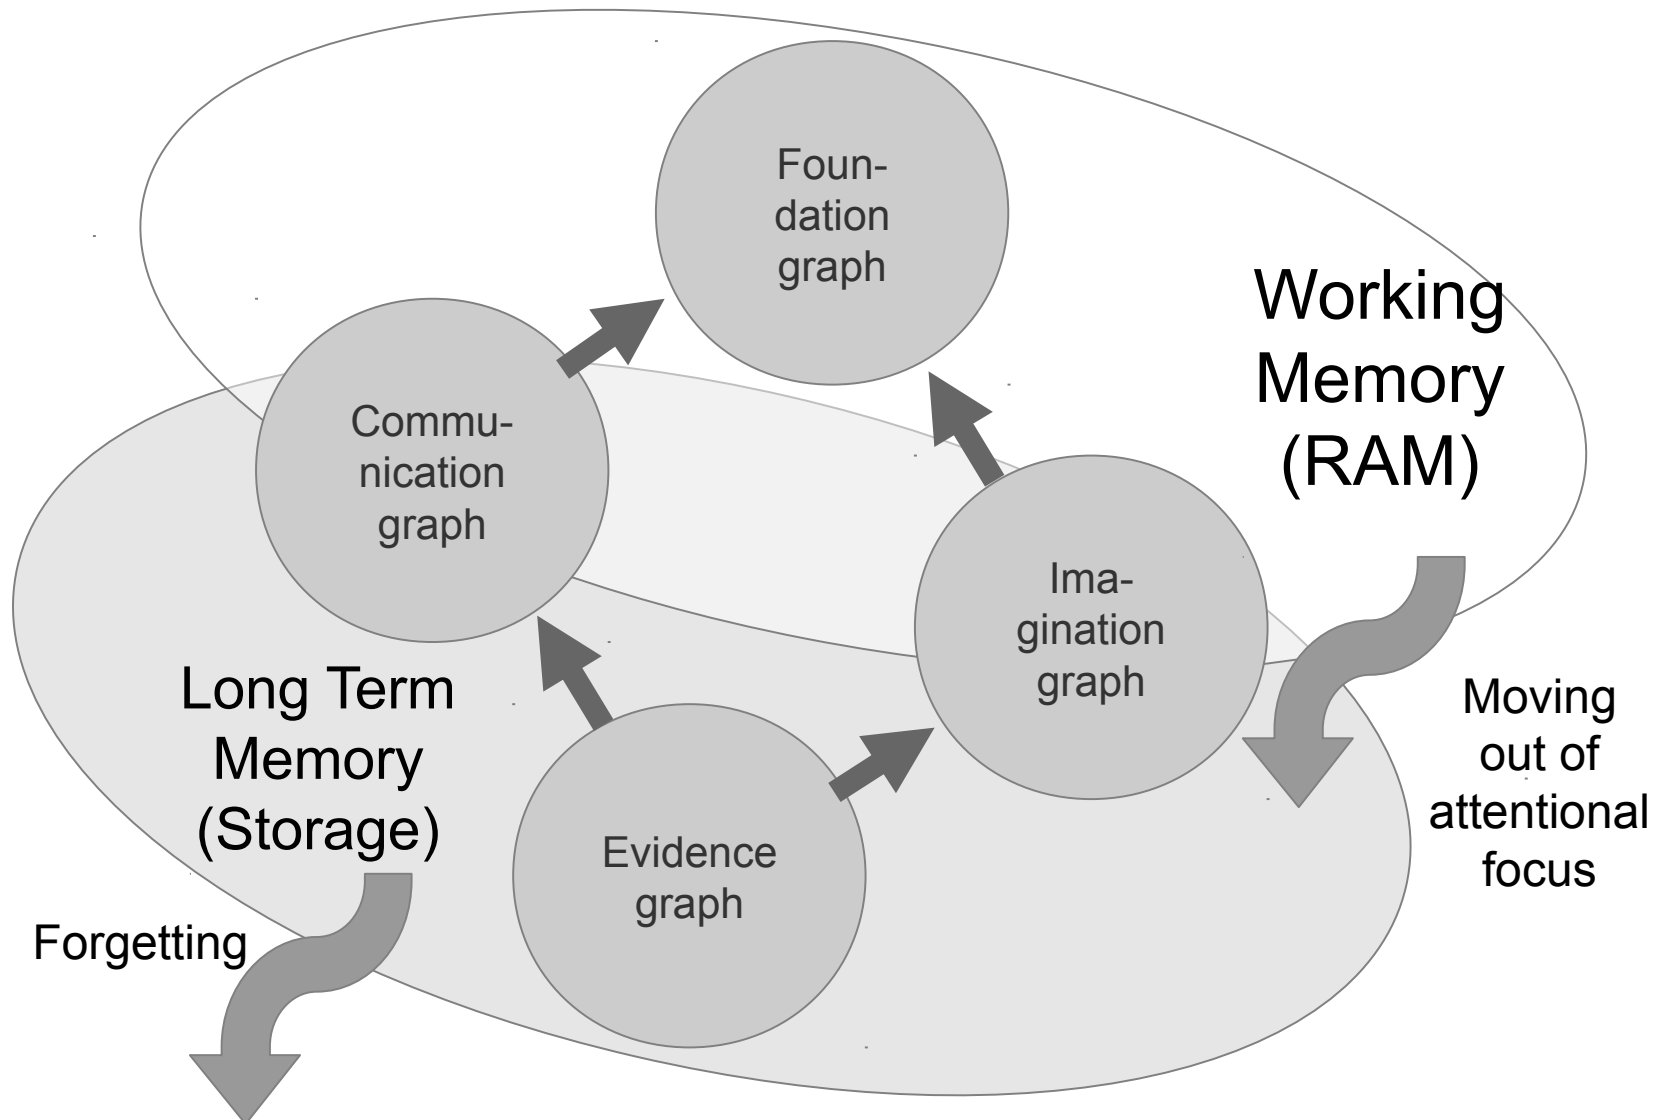 Foun-
dation
graph
Working
Memory
(RAM)
Commu-
nication
graph
Ima-
gination
graph
Long Term
Memory
(Storage)
Moving
out of
attentional
focus
Evidence
graph
Forgetting